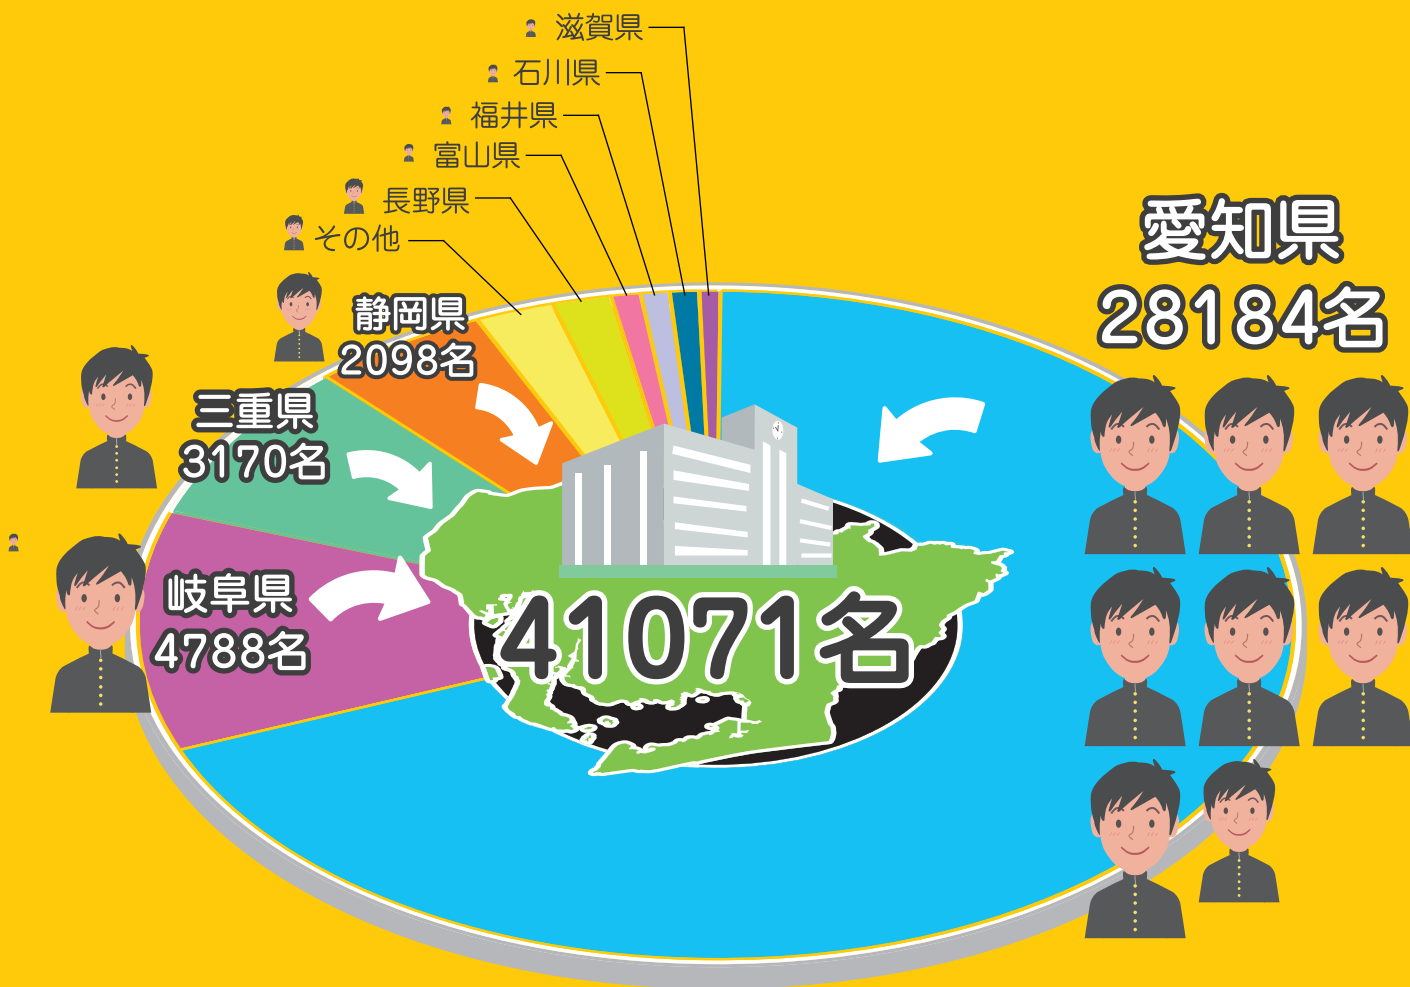 滋賀県
石川県
福井県
富山県
長野県
その他
静岡県
2098名
三重県
3170名
岐阜県
4788名
愛知県
28184名
41071名